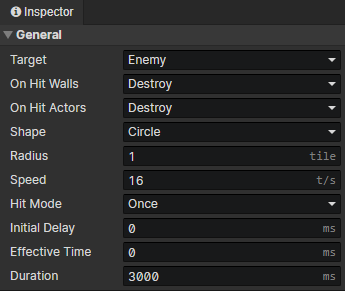 Inspector
General
Target Enemy
On Hit Walls Destroy
On Hit Actors Destroy
Shape Circle
Radius 1 tile
Speed 16 t/s
Hit Mode Once
Initial Delay 0 ms
Effective Time 0 ms
Duration 3000 ms